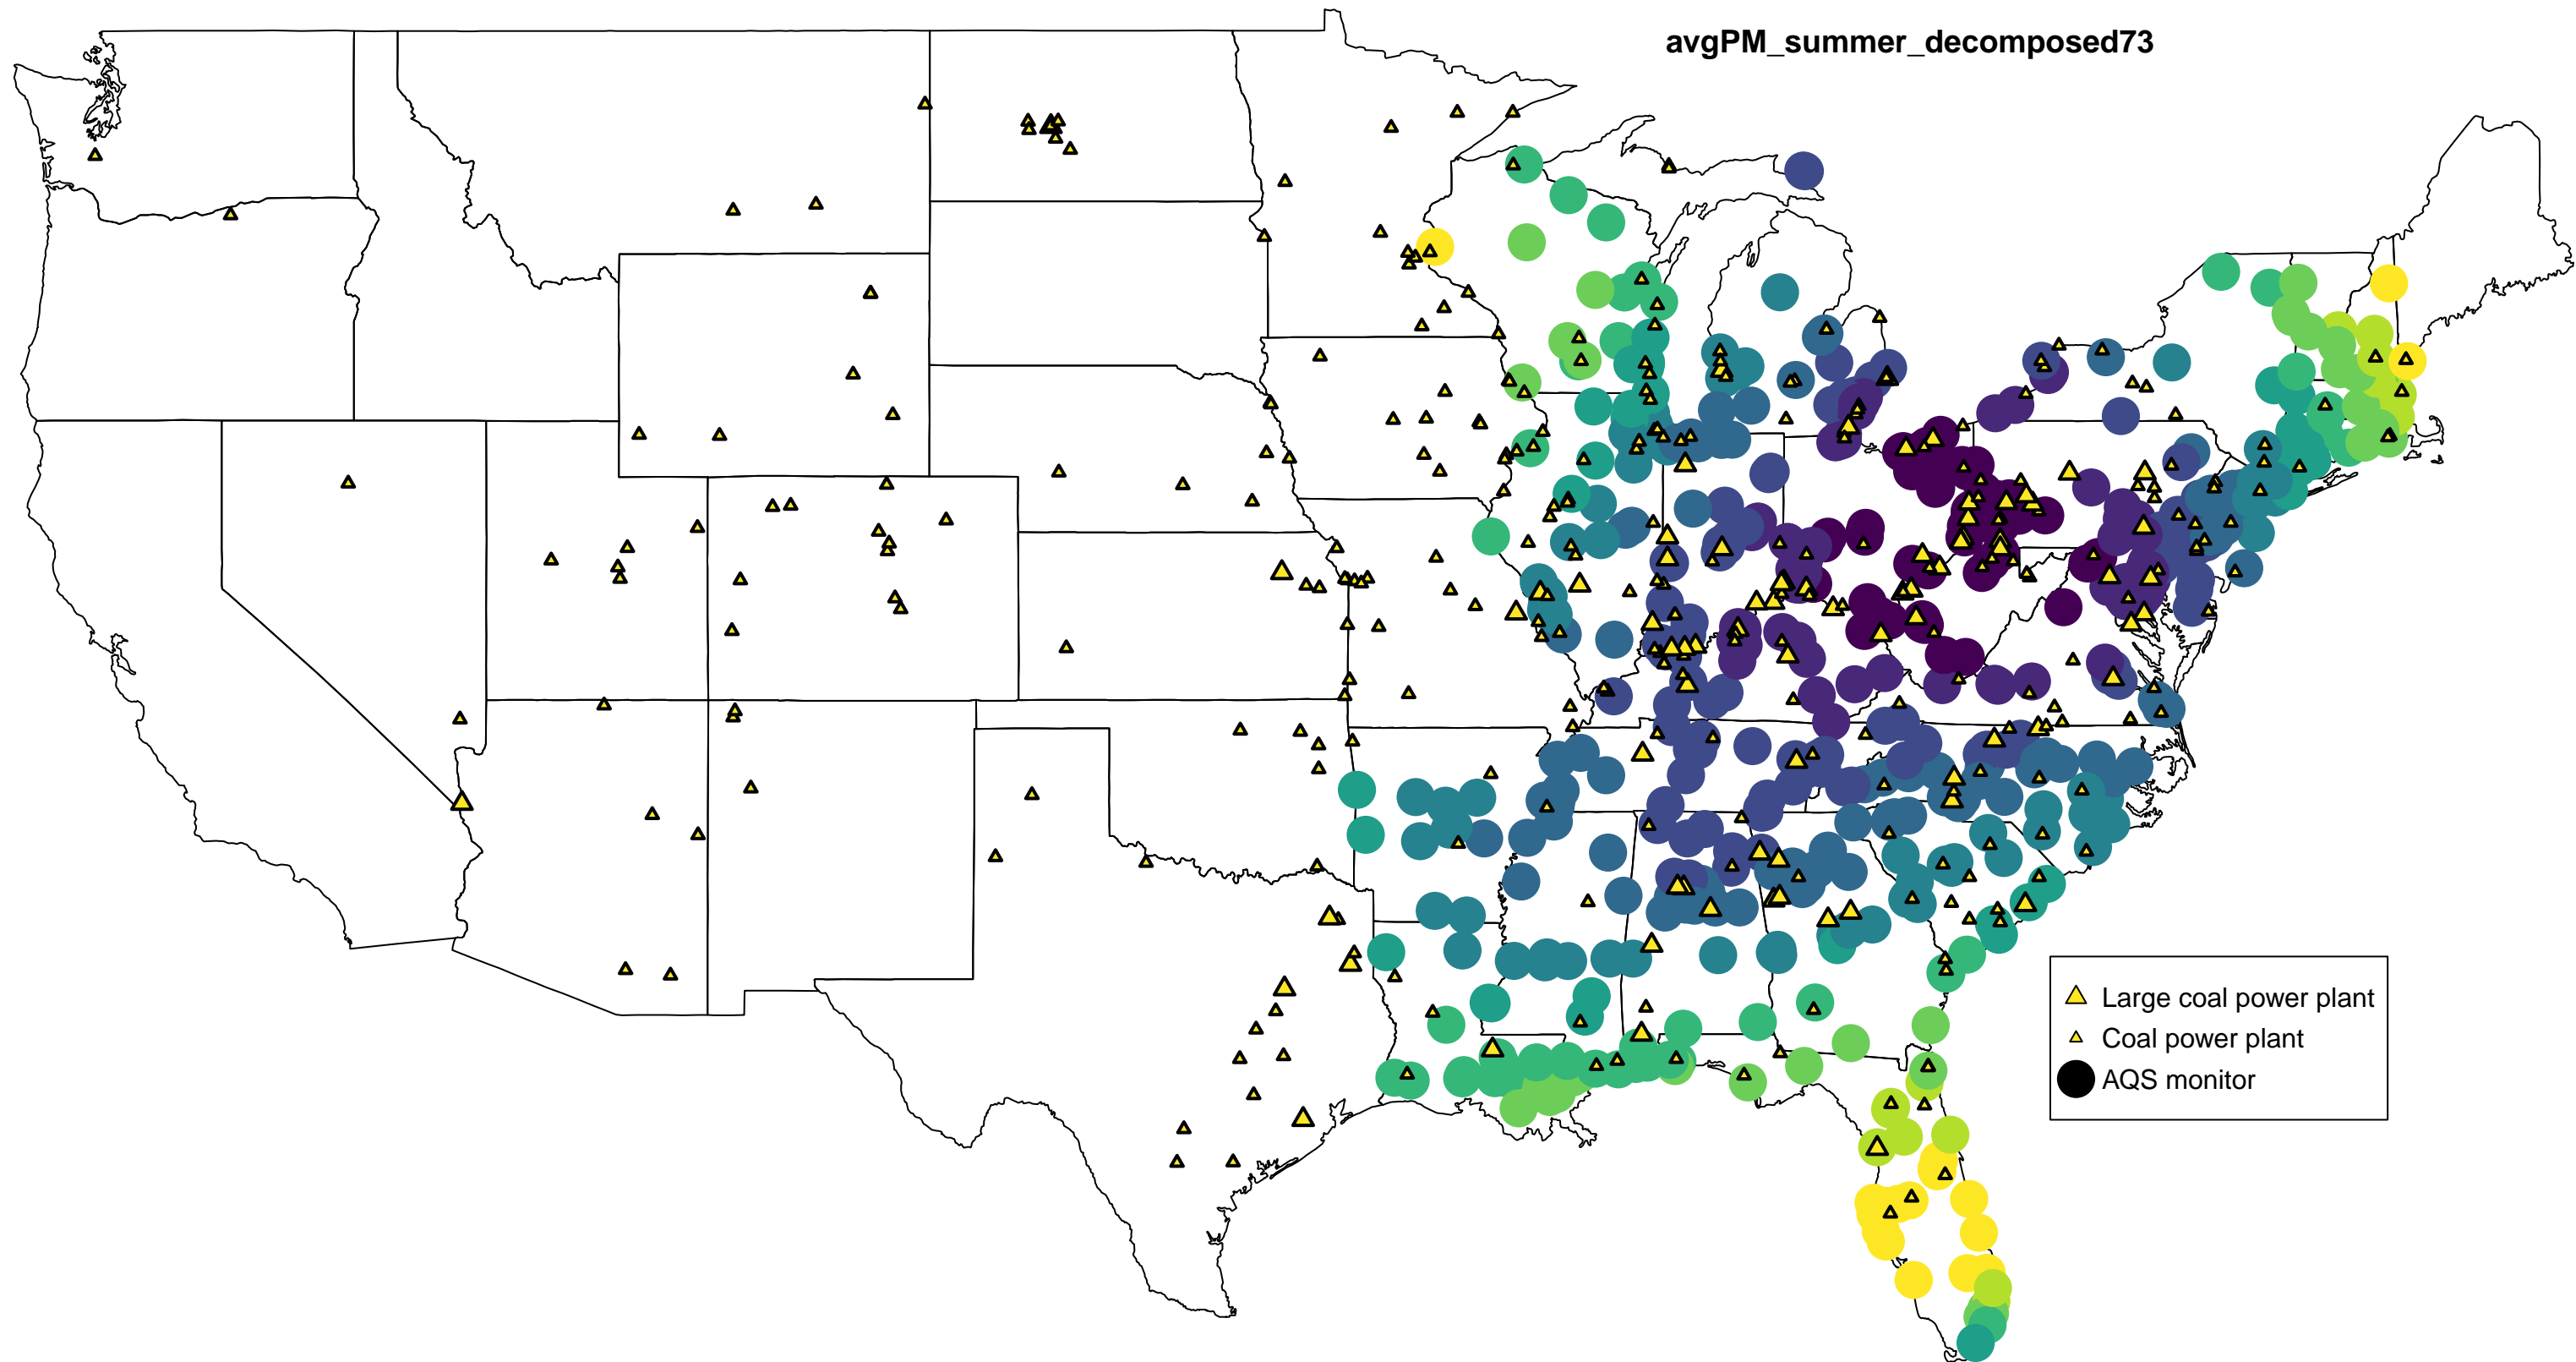 avgPM_summer_decomposed73
Large coal power plant
Coal power plant
AQS monitor